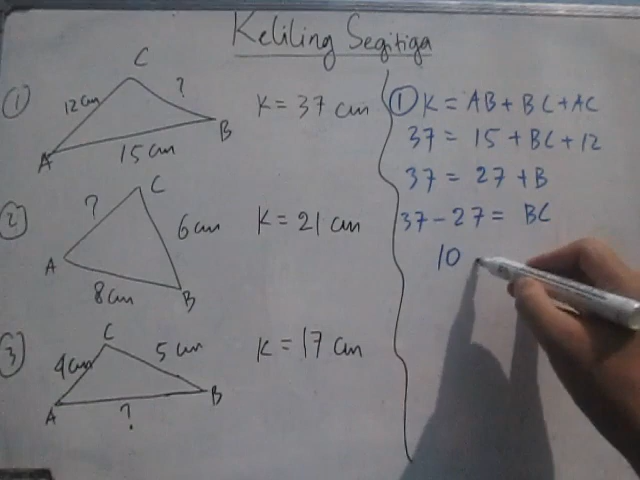 Keliling Segitiga
1
C
12 cm
?
A
B
15 cm
K = 37 cm
2
C
?
6 cm
A
B
8 cm
K = 21 cm
3
C
4 cm
5 cm
A
B
?
K = 17 cm
1 K = AB + BC + AC
37 = 15 + BC + 12
37 = 27 + B
37 - 27 = BC
10